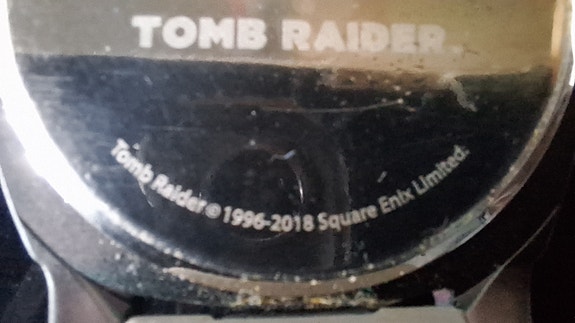 TOMB RAIDER
Tomb Raider © 1996-2018 Square Enix Limited.